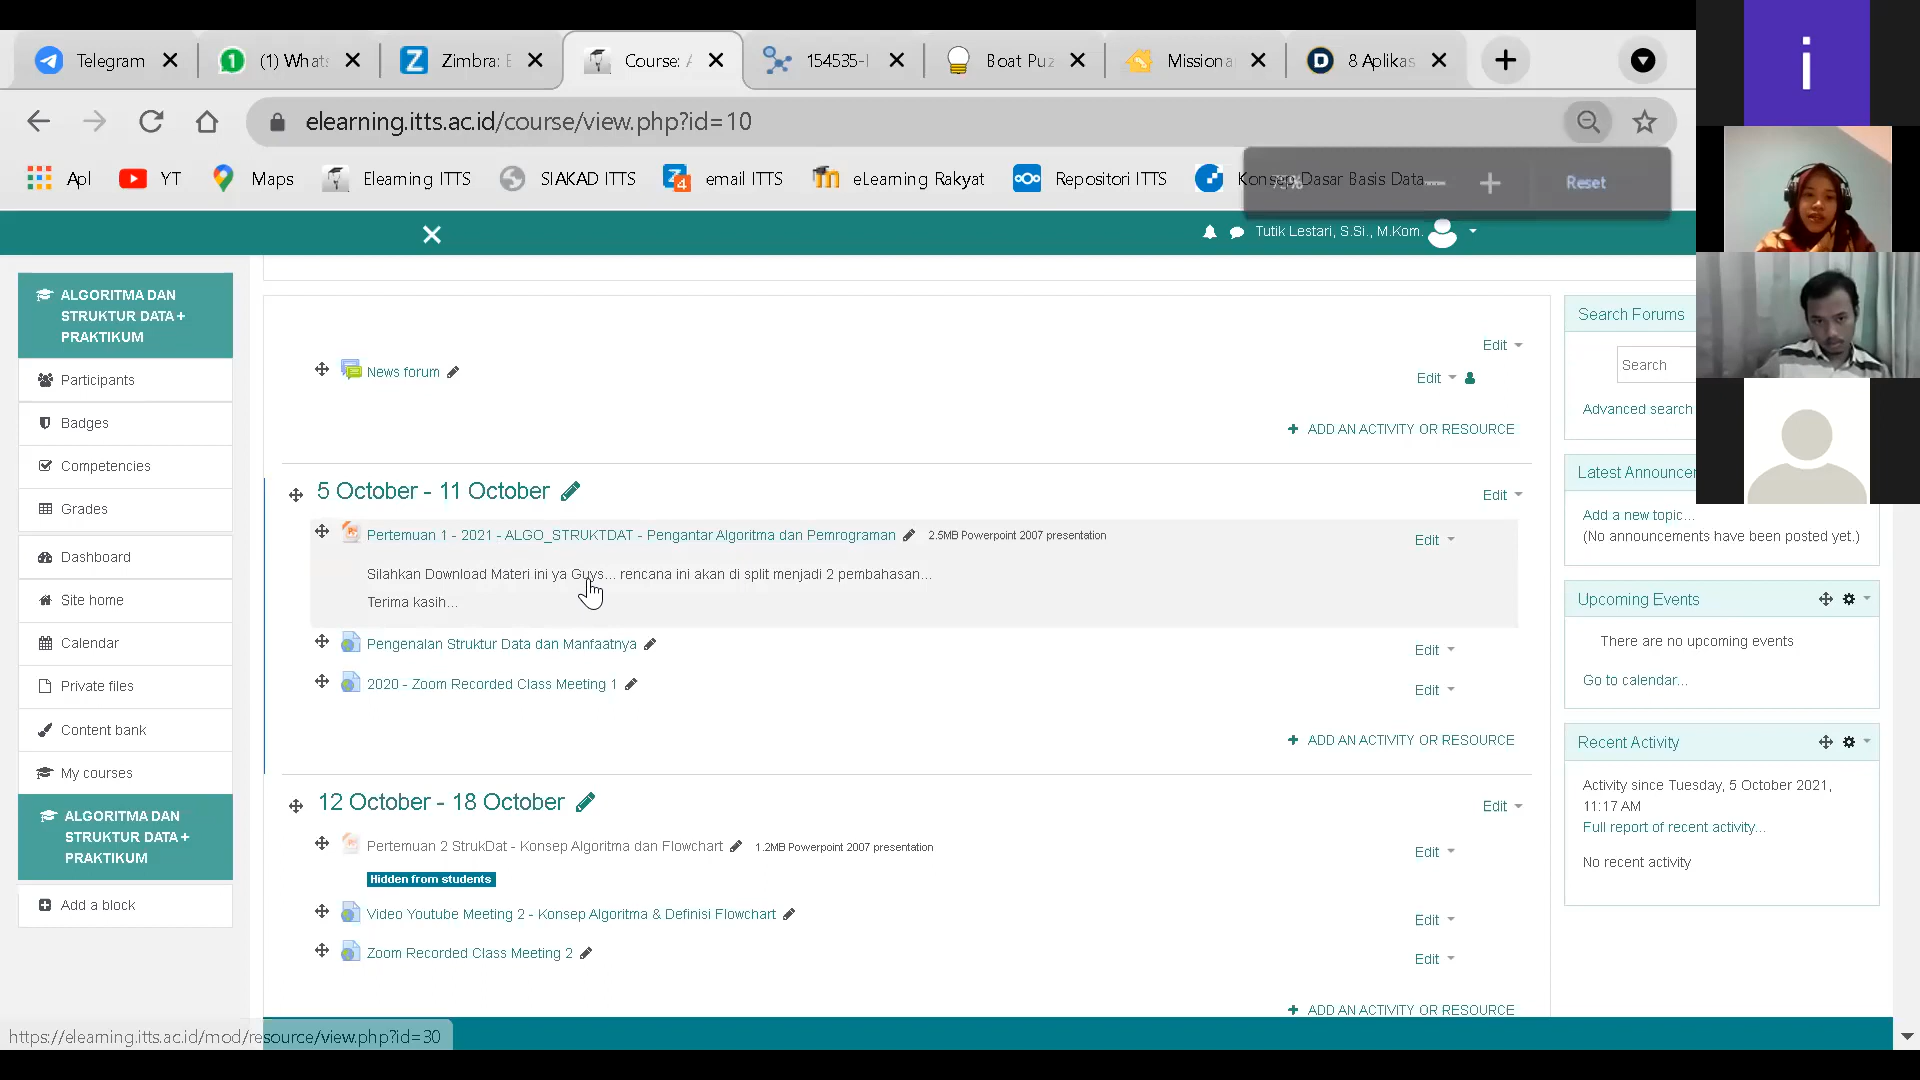 Telegram
(1) What
Zimbra: E
Course: A
154535-
Boat Puz
Missiona
8 Aplikas
elearning.itts.ac.id/course/view.php?id=10
Apl
YT
Maps
Elearning ITTS
SIAKAD ITTS
email ITTS
eLearning Rakyat
Repositori ITTS
Konsep Dasar Basis Data
Reset
Tutik Lestari, S.Si., M.Kom.
i
ALGORITMA DAN
STRUKTUR DATA +
PRAKTIKUM
Participants
Badges
Competencies
Grades
Dashboard
Site home
Calendar
Private files
Content bank
My courses
ALGORITMA DAN
STRUKTUR DATA +
PRAKTIKUM
Add a block
Edit
News forum
Edit
+ ADD AN ACTIVITY OR RESOURCE
5 October - 11 October
Edit
Pertemuan 1 - 2021 - ALGO_STRUKTDAT - Pengantar Algoritma dan Pemrograman 2.5MB Powerpoint 2007 presentation
Edit
Silahkan Download Materi ini ya Guys... rencana ini akan di split menjadi 2 pembahasan...
Terima kasih...
Pengenalan Struktur Data dan Manfaatnya
Edit
2020 - Zoom Recorded Class Meeting 1
Edit
+ ADD AN ACTIVITY OR RESOURCE
12 October - 18 October
Edit
Pertemuan 2 StrukDat - Konsep Algoritma dan Flowchart 1.2MB Powerpoint 2007 presentation
Edit
Hidden from students
Video Youtube Meeting 2 - Konsep Algoritma & Definisi Flowchart
Edit
Zoom Recorded Class Meeting 2
Edit
+ ADD AN ACTIVITY OR RESOURCE
Search Forums
Search
Advanced search
Latest Announcem
Add a new topic...
(No announcements have been posted yet.)
Upcoming Events
There are no upcoming events
Go to calendar...
Recent Activity
Activity since Tuesday, 5 October 2021,
11:17 AM
Full report of recent activity...
No recent activity
https://elearning.itts.ac.id/mod/resource/view.php?id=30